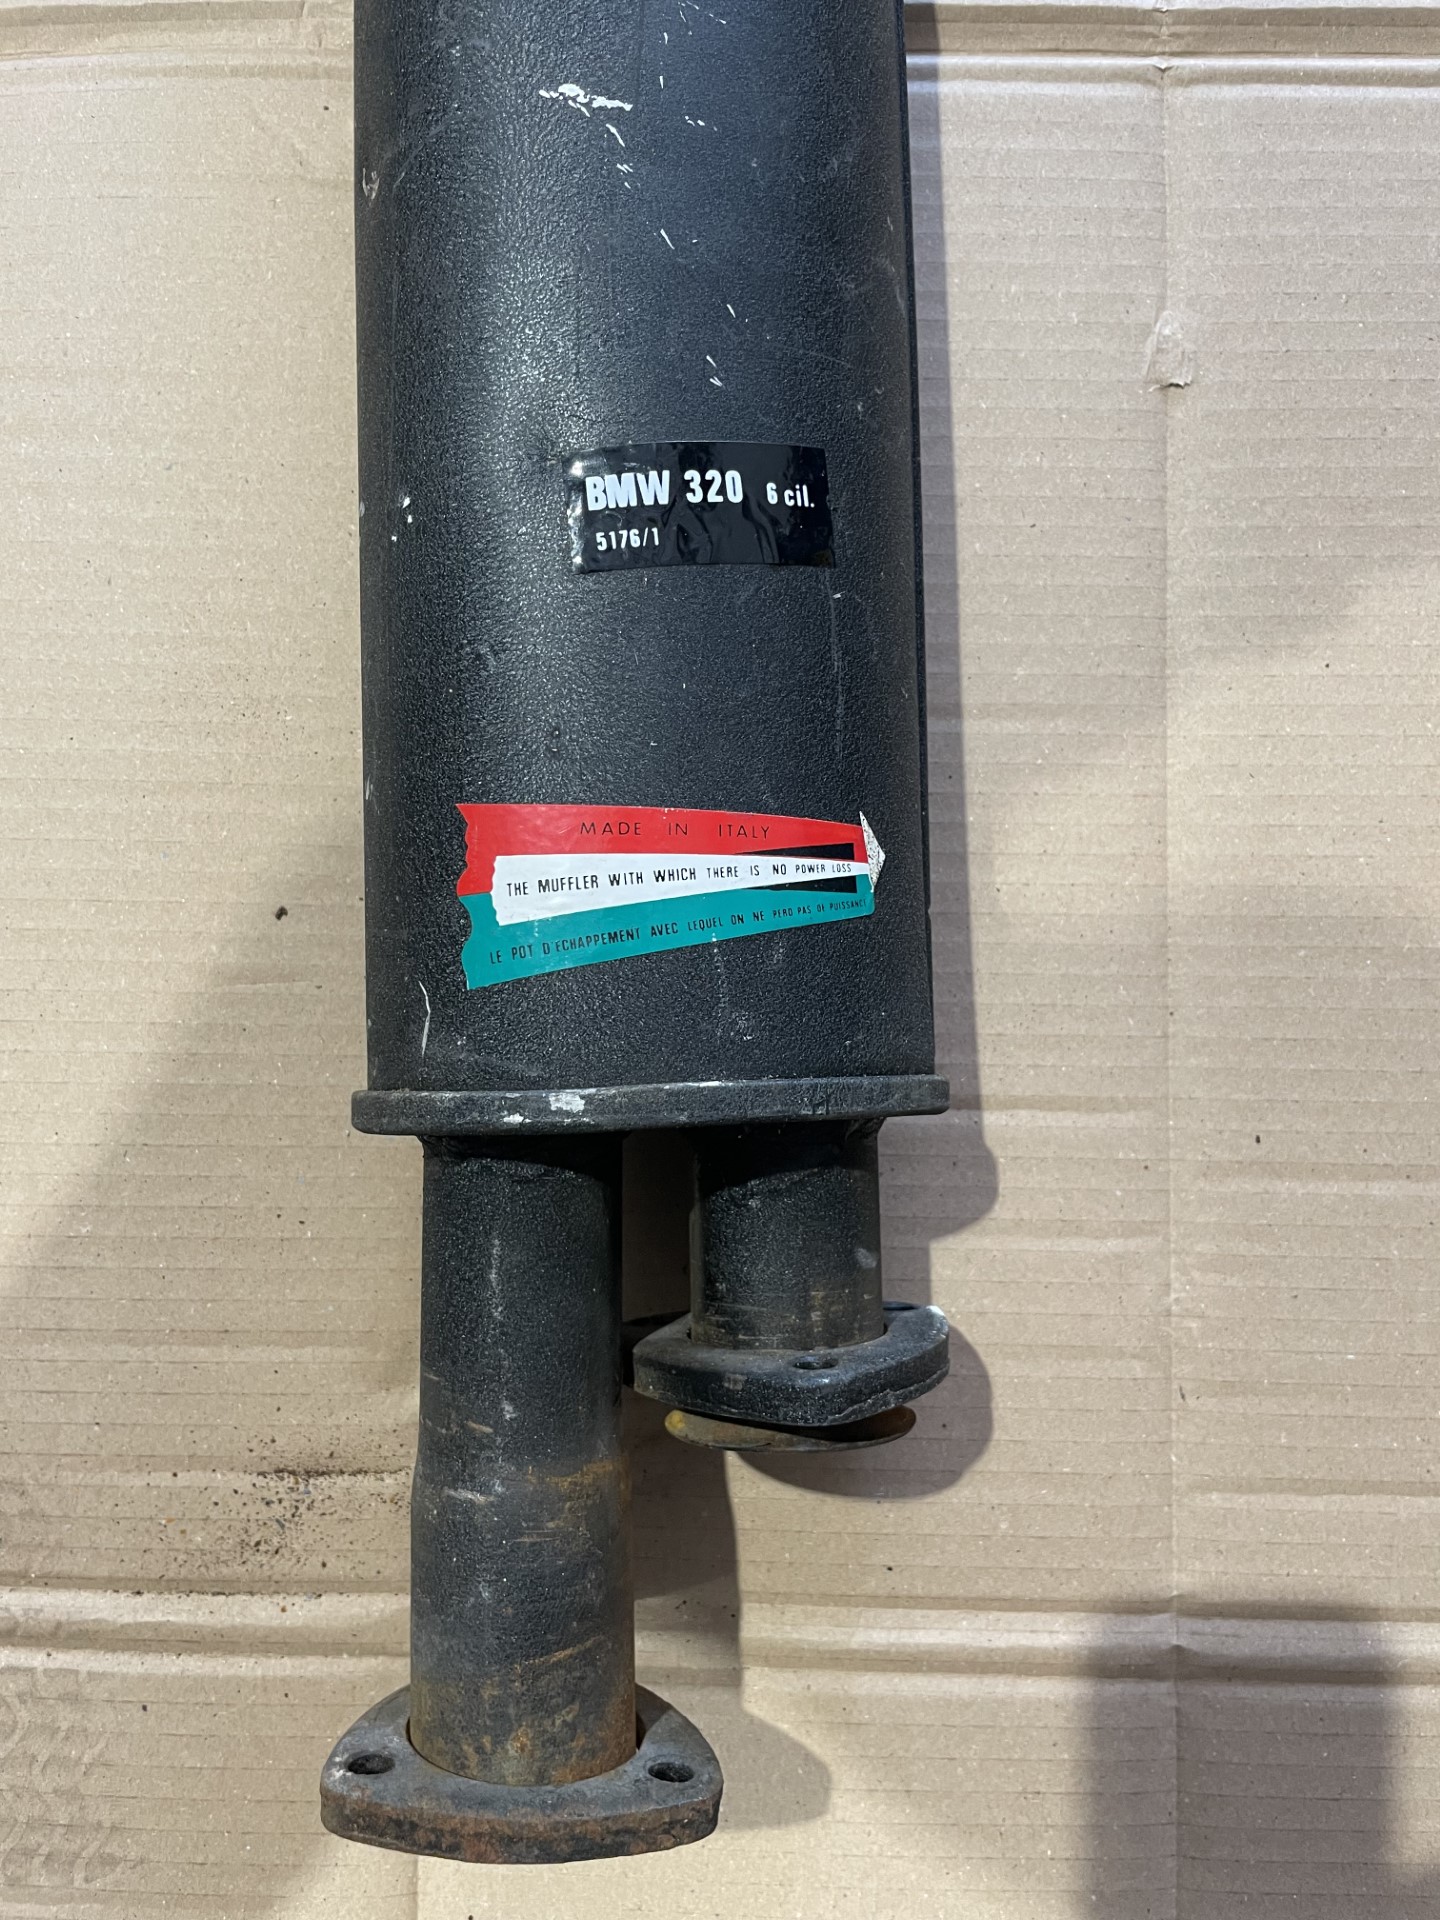 BMW 320 6 cil.
5176/1
MADE IN ITALY
THE MUFFLER WITH WHICH THERE IS NO POWER LOSS
LE POT D'ECHAPPEMENT AVEC LEQUEL ON NE PERD PAS DE PUISSANCE